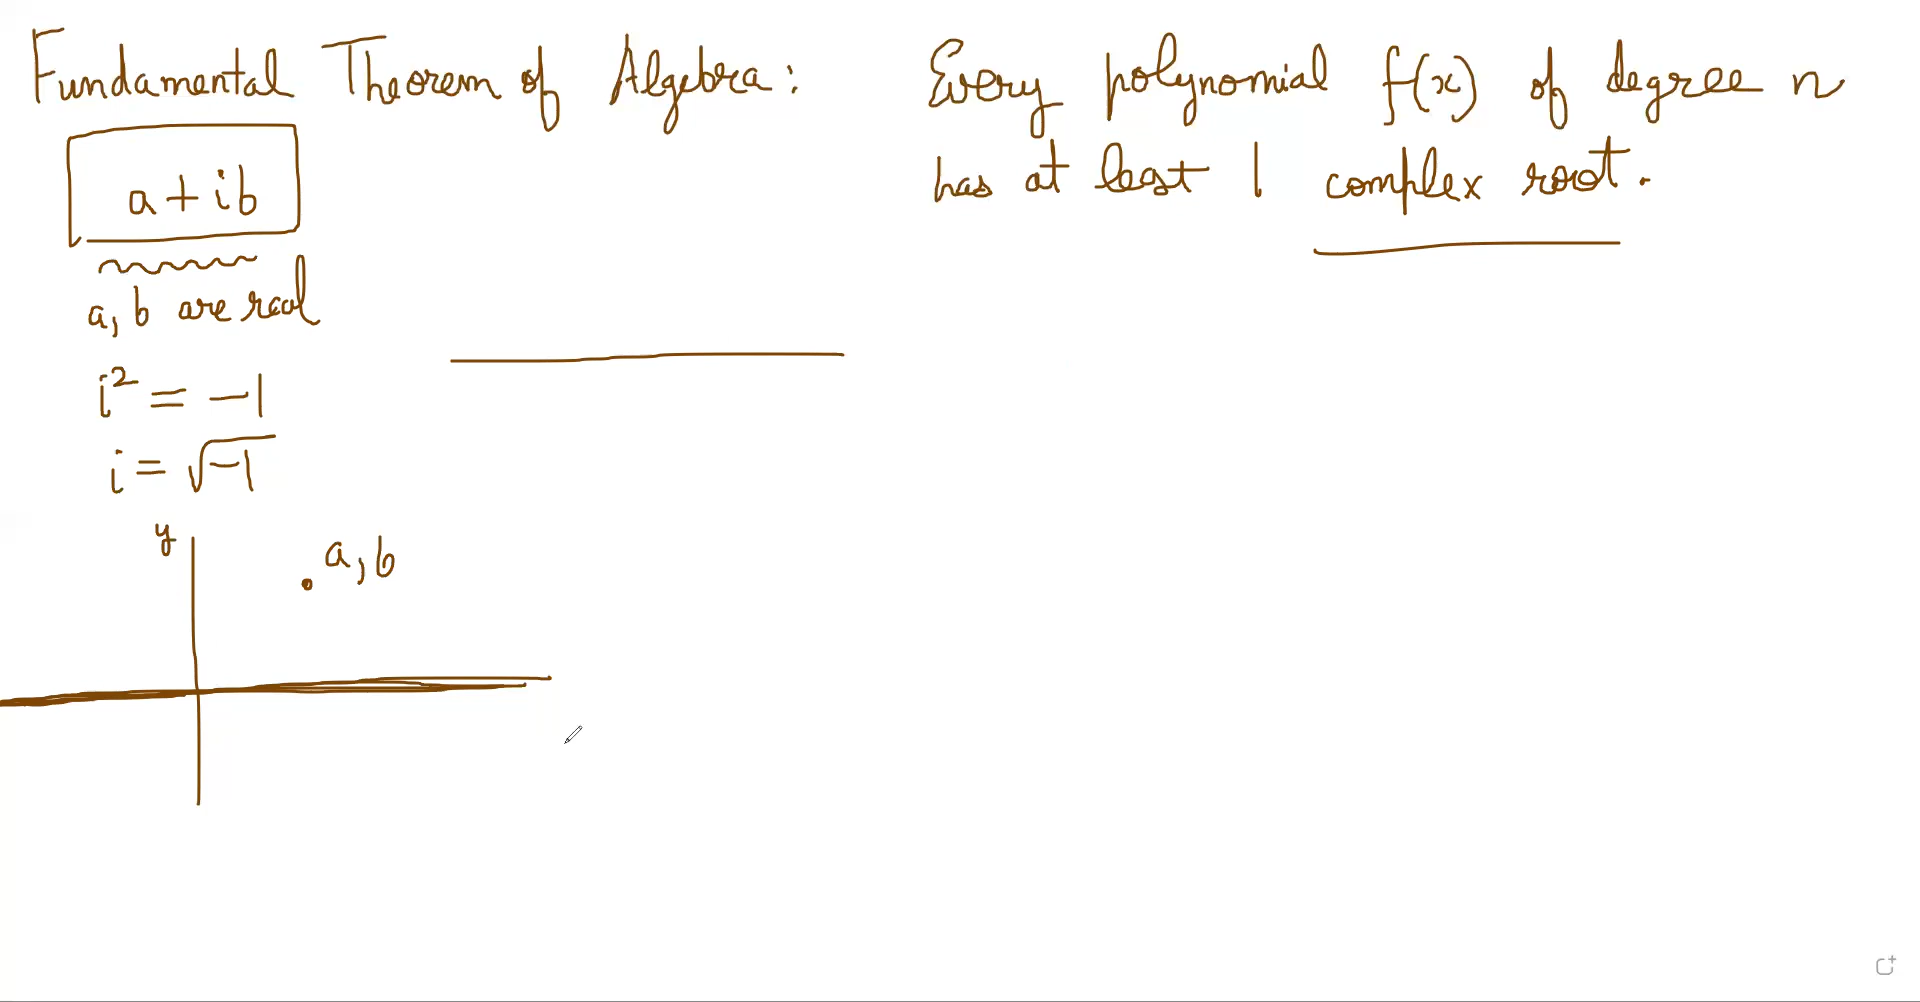 Fundamental Theorem of Algebra: Every polynomial f(x) of degree n
has at least 1 complex root.
a + ib
a, b are real
i² = -1
i = √-1
y
a, b